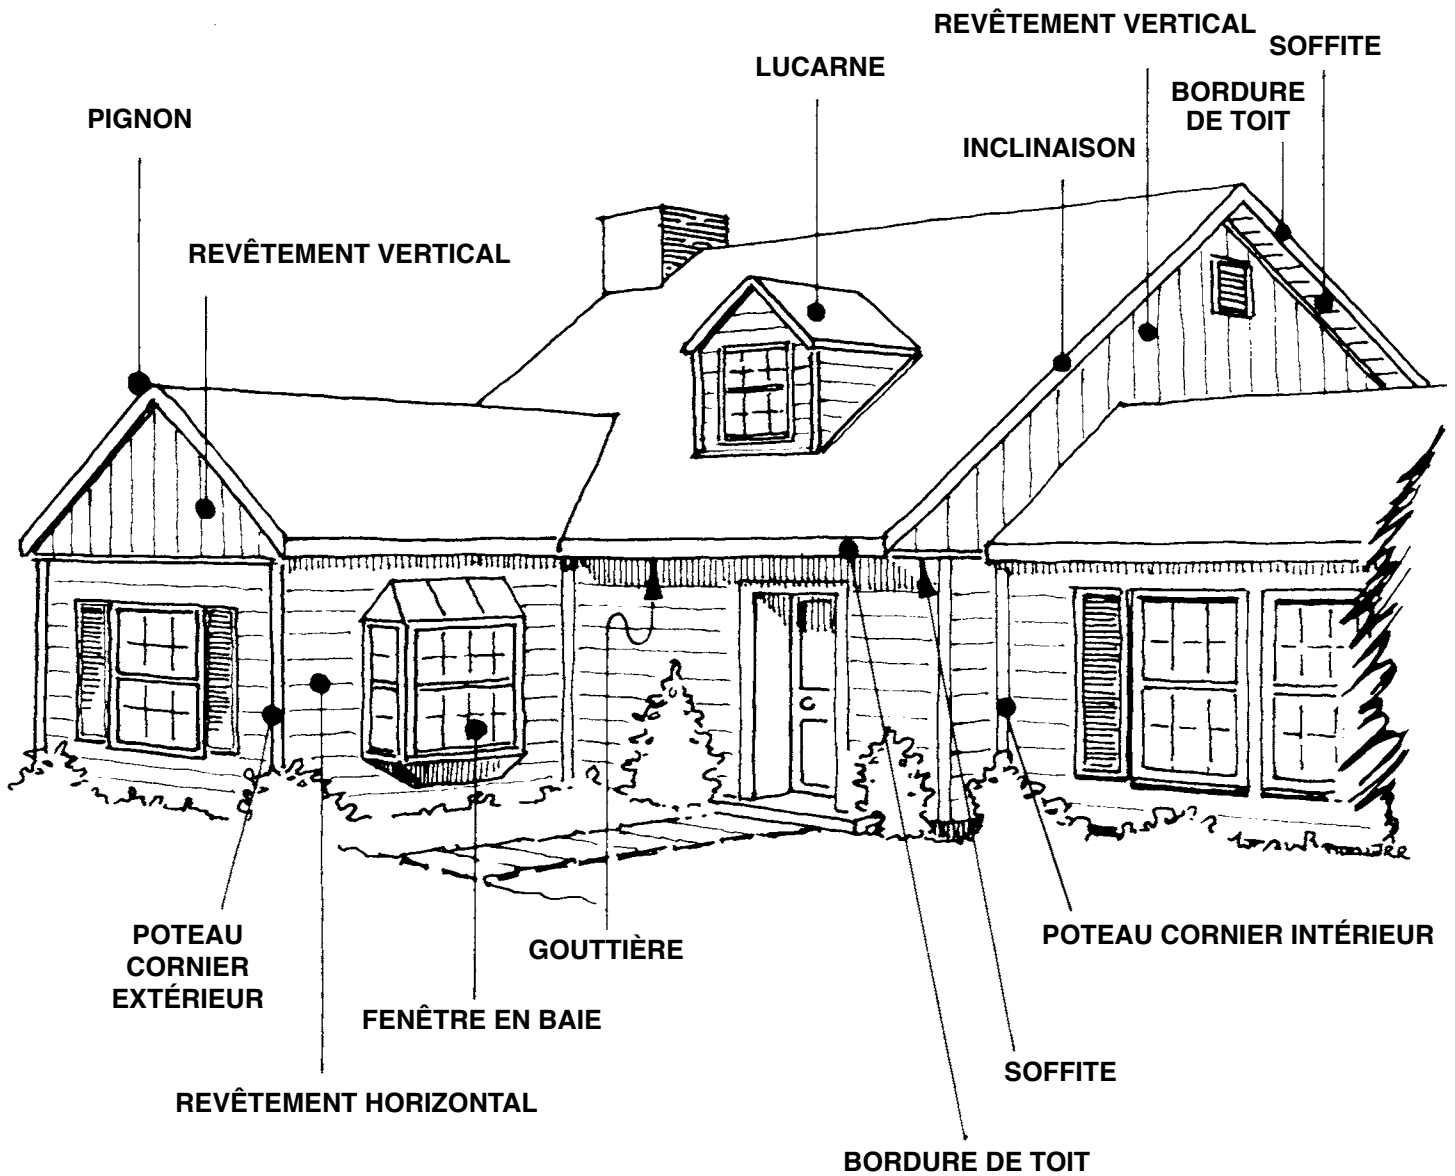 REVÊTEMENT VERTICAL
SOFFITE
LUCARNE
BORDURE
DE TOIT
PIGNON
INCLINAISON
REVÊTEMENT VERTICAL
POTEAU
CORNIER
EXTÉRIEUR
GOUTTIÈRE
POTEAU CORNIER INTÉRIEUR
FENÊTRE EN BAIE
SOFFITE
REVÊTEMENT HORIZONTAL
BORDURE DE TOIT